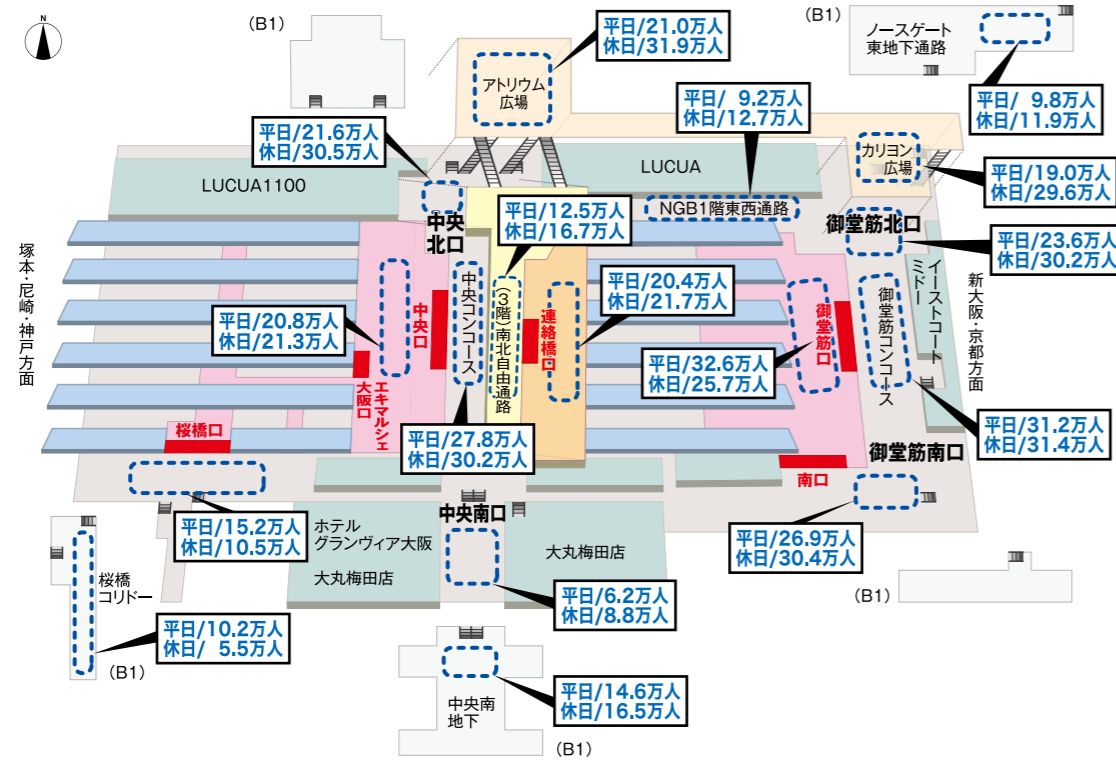 N
(B1)
平日/21.0万人
休日/31.9万人
アトリウム
広場
(B1)
ノースゲート
東地下通路
平日/ 9.8万人
休日/11.9万人
平日/ 9.2万人
休日/12.7万人
平日/21.6万人
休日/30.5万人
カリヨン
広場
平日/19.0万人
休日/29.6万人
LUCUA1100
LUCUA
NGB1階東西通路
中央
北口
平日/12.5万人
休日/16.7万人
御堂筋北口
平日/23.6万人
休日/30.2万人
塚本・尼崎・神戸方面
中央口
中央コンコース
(3階)南北自由通路
連絡橋口
平日/20.4万人
休日/21.7万人
御堂筋口
御堂筋コンコース
イーストコート
ミドー
新大阪・京都方面
平日/20.8万人
休日/21.3万人
平日/32.6万人
休日/25.7万人
エキマルシェ
大阪口
桜橋口
平日/27.8万人
休日/30.2万人
平日/31.2万人
休日/31.4万人
御堂筋南口
南口
平日/15.2万人
休日/10.5万人
ホテル
グランヴィア大阪
大丸梅田店
中央南口
大丸梅田店
平日/26.9万人
休日/30.4万人
桜橋
コリドー
平日/6.2万人
休日/8.8万人
(B1)
平日/10.2万人
休日/ 5.5万人
(B1)
中央南
地下
平日/14.6万人
休日/16.5万人
(B1)